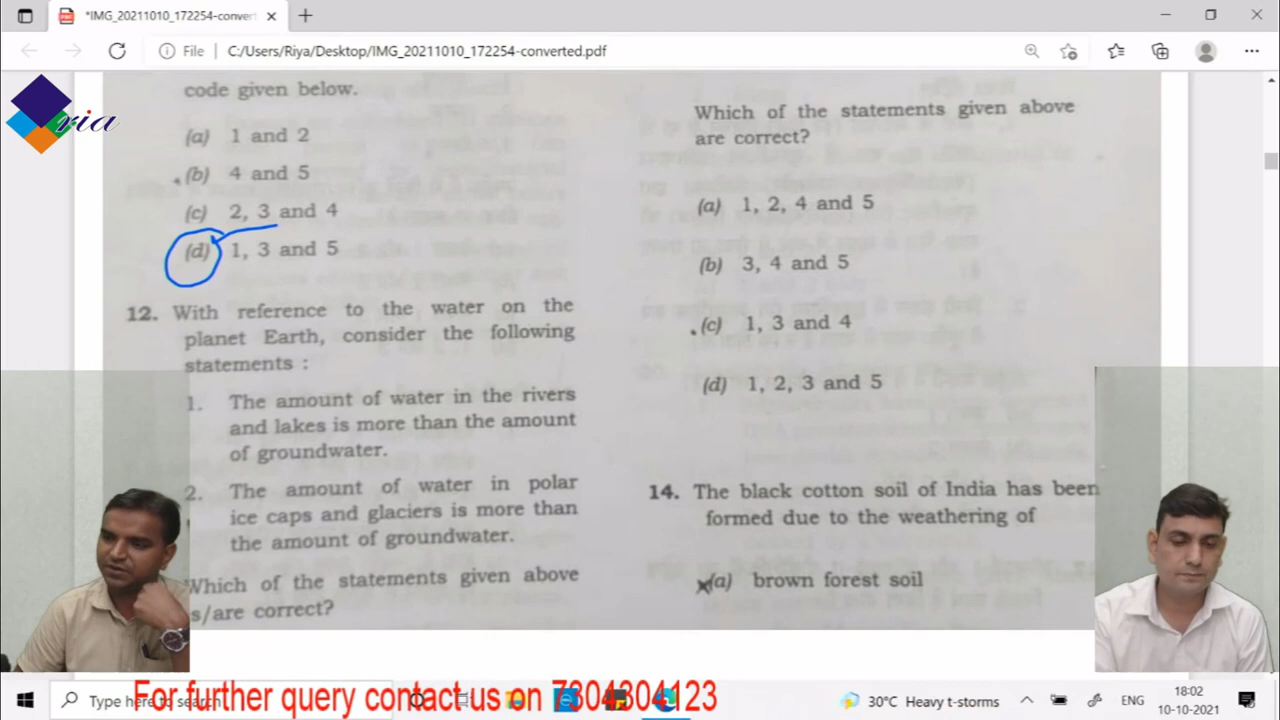 *IMG_20211010_172254-convert
File
C:/Users/Riya/Desktop/IMG_20211010_172254-converted.pdf
ria
code given below.
(a) 1 and 2
(b) 4 and 5
(c) 2, 3 and 4
(d) 1, 3 and 5
12. With reference to the water on the
planet Earth, consider the following
statements :
1. The amount of water in the rivers
and lakes is more than the amount
of groundwater.
2. The amount of water in polar
ice caps and glaciers is more than
the amount of groundwater.
Which of the statements given above
s/are correct?
Which of the statements given above
are correct?
(a) 1, 2, 4 and 5
(b) 3, 4 and 5
(c) 1, 3 and 4
(d) 1, 2, 3 and 5
14. The black cotton soil of India has been
formed due to the weathering of
(a) brown forest soil
Type here to
For further query contact us on 7304304123
30°C Heavy t-storms
ENG
18:02
10-10-2021